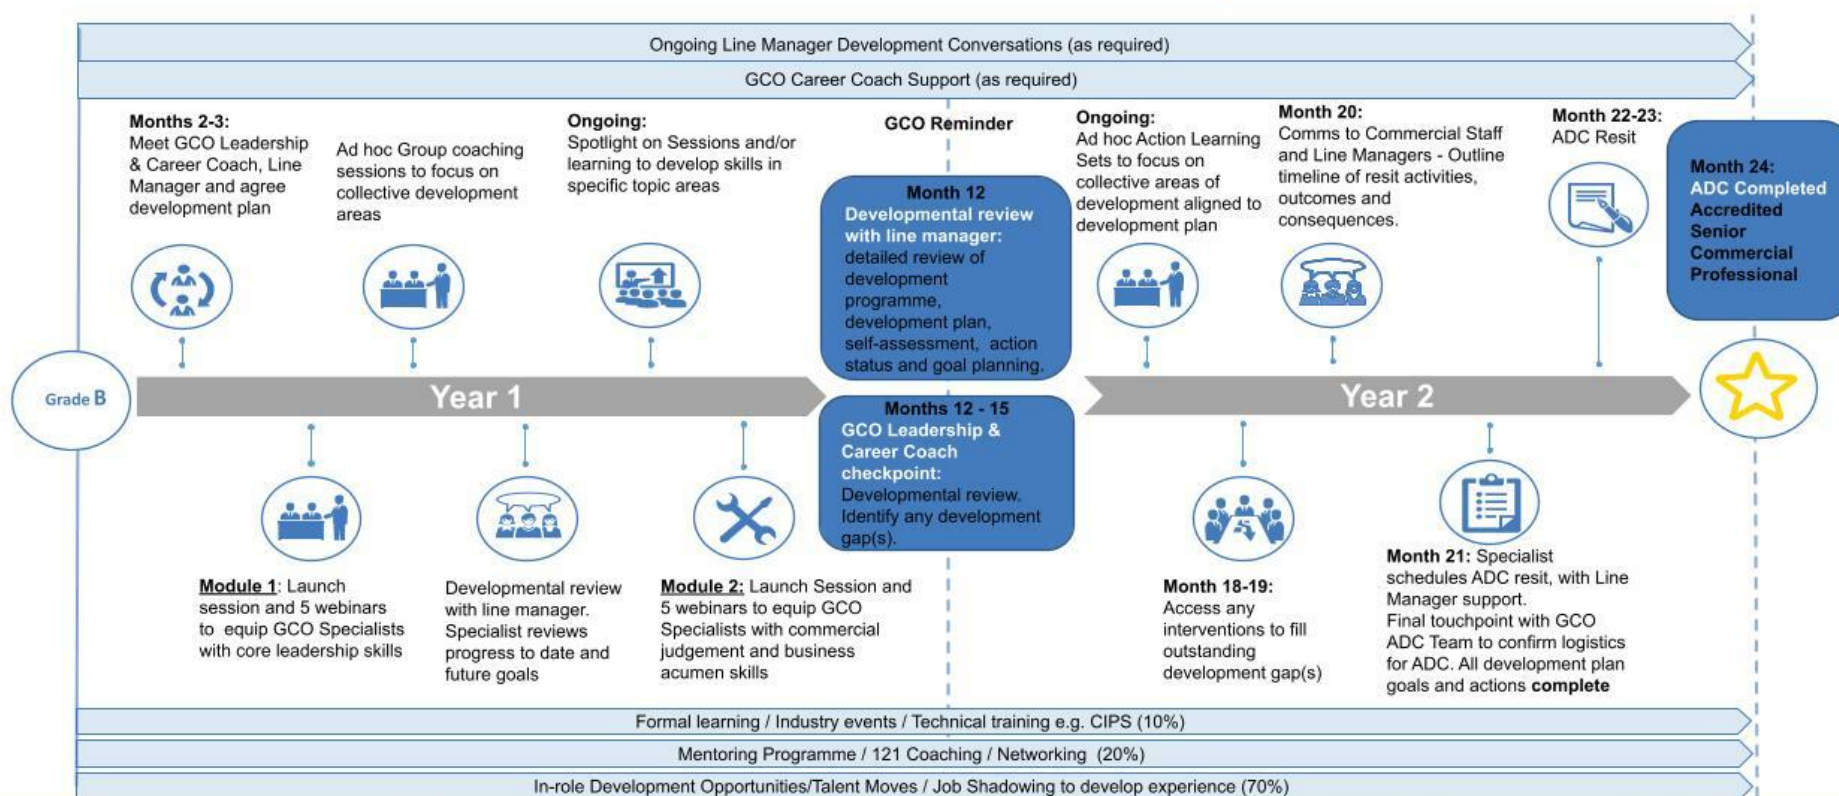 Ongoing Line Manager Development Conversations (as required)
GCO Career Coach Support (as required)
Months 2-3:
Meet GCO Leadership
& Career Coach, Line
Manager and agree
development plan
Ad hoc Group coaching
sessions to focus on
collective development
areas
Ongoing:
Spotlight on Sessions and/or
learning to develop skills in
specific topic areas
GCO Reminder
Month 12
Developmental review
with line manager:
detailed review of
development
programme,
development plan,
self-assessment, action
status and goal planning.
Ongoing:
Ad hoc Action Learning
Sets to focus on
collective areas of
development aligned to
development plan
Month 20:
Comms to Commercial Staff
and Line Managers - Outline
timeline of resit activities,
outcomes and
consequences.
Month 22-23:
ADC Resit
Month 24:
ADC Completed
Accredited
Senior
Commercial
Professional
Grade B
Year 1
Year 2
Months 12 - 15
GCO Leadership &
Career Coach
checkpoint:
Developmental review.
Identify any development
gap(s).
Module 1: Launch
session and 5 webinars
to equip GCO Specialists
with core leadership skills
Developmental review
with line manager.
Specialist reviews
progress to date and
future goals
Module 2: Launch Session and
5 webinars to equip GCO
Specialists with commercial
judgement and business
acumen skills
Month 18-19:
Access any
interventions to fill
outstanding
development gap(s)
Month 21: Specialist
schedules ADC resit, with Line
Manager support.
Final touchpoint with GCO
ADC Team to confirm logistics
for ADC. All development plan
goals and actions complete
Formal learning / Industry events / Technical training e.g. CIPS (10%)
Mentoring Programme / 121 Coaching / Networking (20%)
In-role Development Opportunities/Talent Moves / Job Shadowing to develop experience (70%)